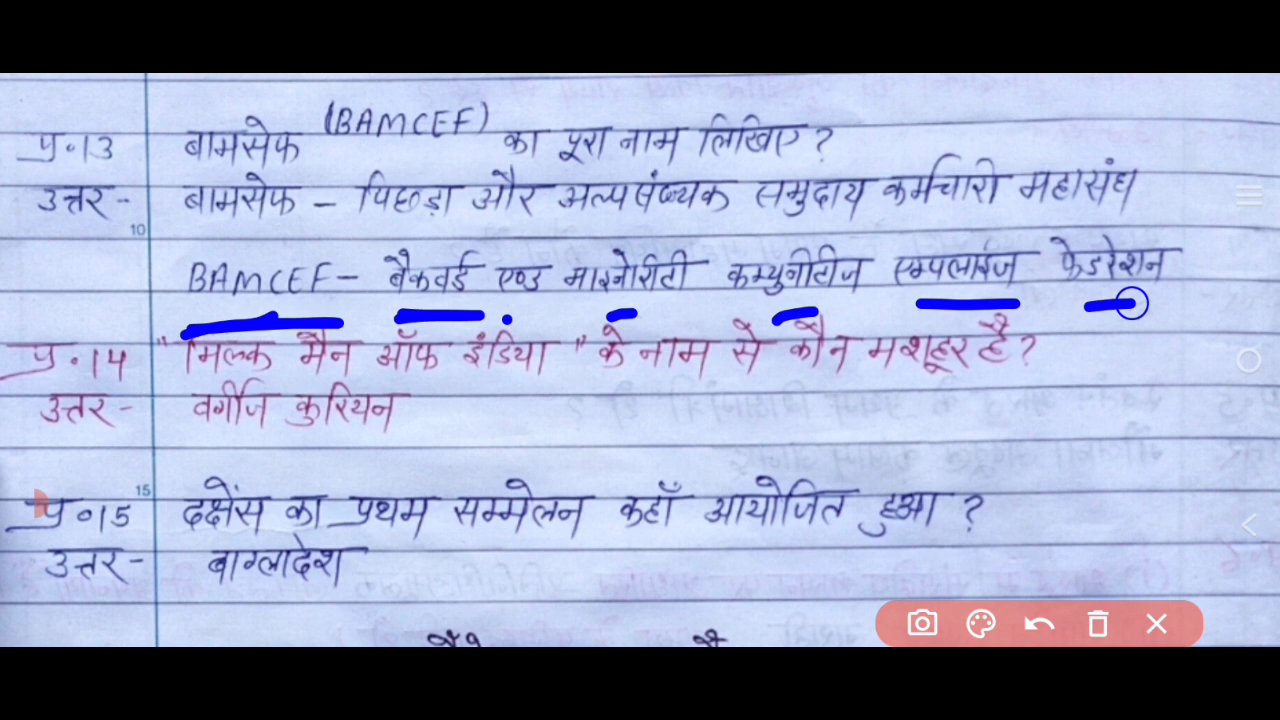 प्र.13 बामसेफ (BAMCEF) का पूरा नाम लिखिए?
उत्तर - बामसेफ - पिछड़ा और अल्पसंख्यक समुदाय कर्मचारी महासंघ
10
BAMCEF - बैकवर्ड एण्ड माइनोरिटी कम्युनीटीज एम्पलाईज फेडरेशन
प्र.14 "मिल्क मैन ऑफ इंडिया" के नाम से कौन मशहूर है?
उत्तर - वर्गीज कुरियन
15
प्र.15 दक्षेंस का प्रथम सम्मेलन कहाँ आयोजित हुआ ?
उत्तर - बाग्लादेश